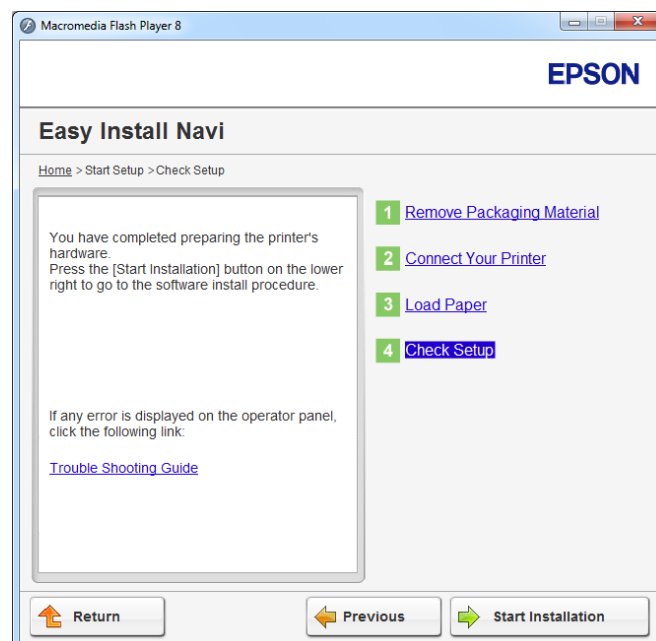 Macromedia Flash Player 8
EPSON
Easy Install Navi
Home > Start Setup >Check Setup
You have completed preparing the printer's
hardware.
Press the [Start Installation] button on the lower
right to go to the software install procedure.
If any error is displayed on the operator panel,
click the following link:
Trouble Shooting Guide
1 Remove Packaging Material
2 Connect Your Printer
3 Load Paper
4 Check Setup
Return
Previous
Start Installation